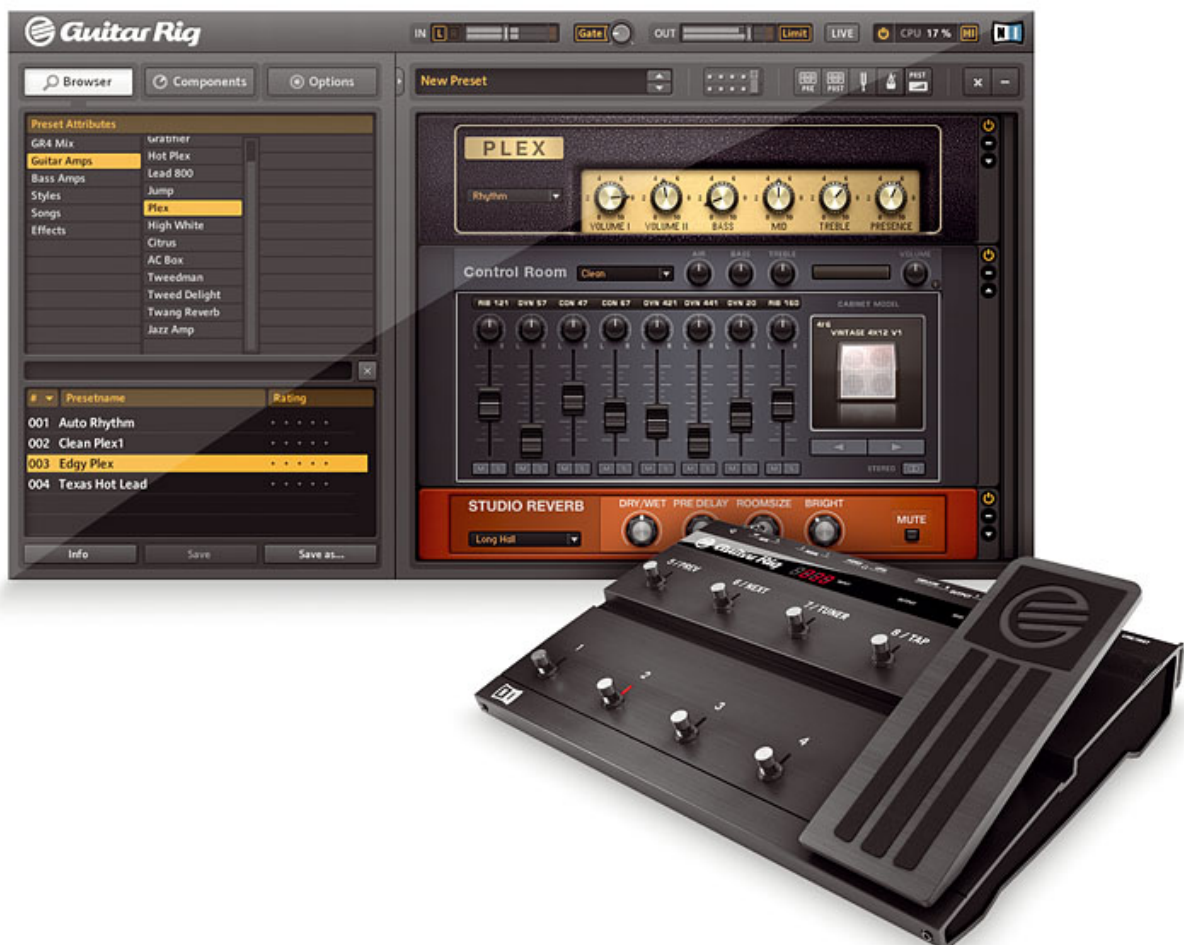 Guitar Rig
IN L Gate OUT Limit LIVE CPU 17 % HI
Browser Components Options
New Preset
PRE POST POST
Preset Attributes
GR4 Mix
Guitar Amps
Bass Amps
Styles
Songs
Effects
Gratifier
Hot Plex
Lead 800
Jump
Plex
High White
Citrus
AC Box
Tweedman
Tweed Delight
Twang Reverb
Jazz Amp
# Presetname Rating
001 Auto Rhythm
002 Clean Plex1
003 Edgy Plex
004 Texas Hot Lead
Info Save Save as...
PLEX
Rhythm
VOLUME I VOLUME II BASS MID TREBLE PRESENCE
Control Room Clean AIR BASS TREBLE VOLUME
RIB 121 DYN 57 CON 47 CON 67 DYN 421 DYN 441 DYN 20 RIB 160
CABINET MODEL
VINTAGE 4X12 V1
M S M S M S M S M S M S M S M S
STEREO
STUDIO REVERB DRY/WET PRE DELAY ROOMSIZE BRIGHT
MUTE
Long Hall
Guitar Rig
5 / PREV
6 / NEXT
7 / TUNER
8 / TAP
1
2
3
4